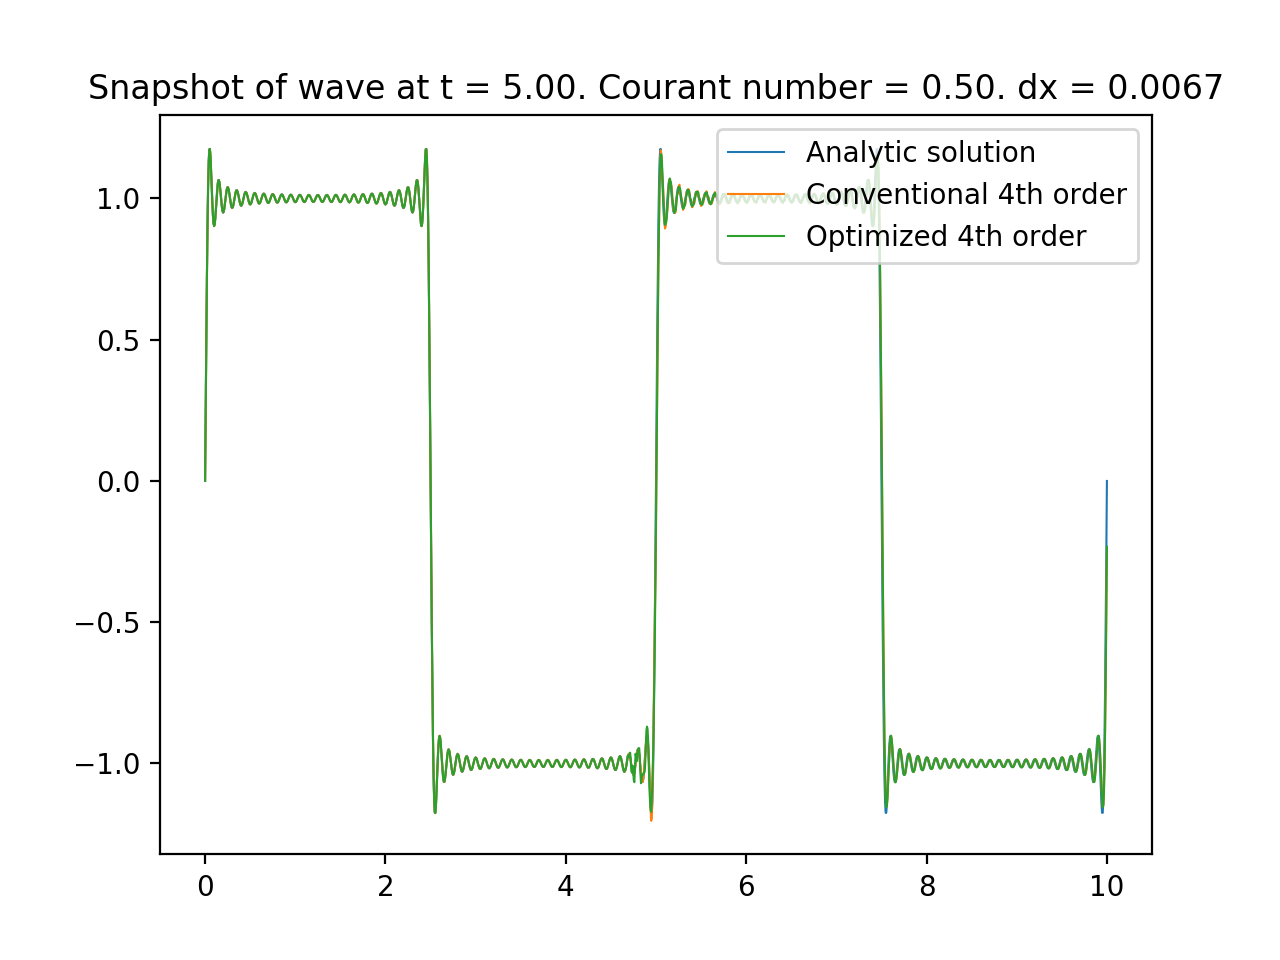 Snapshot of wave at t = 5.00. Courant number = 0.50. dx = 0.0067
Analytic solution
Conventional 4th order
Optimized 4th order
1.0
0.5
0.0
−0.5
−1.0
0 2 4 6 8 10